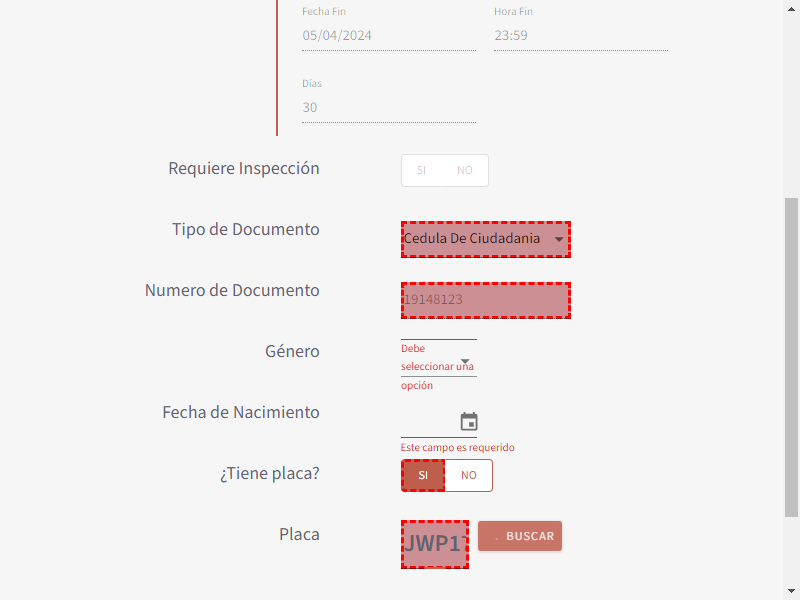 Fecha Fin Hora Fin
05/04/2024 23:59
Días
30
Requiere Inspección SI NO
Tipo de Documento Cedula De Ciudadania
Numero de Documento 19148123
Género Debe
seleccionar una
opción
Fecha de Nacimiento
Este campo es requerido
¿Tiene placa? SI NO
Placa JWP1 BUSCAR